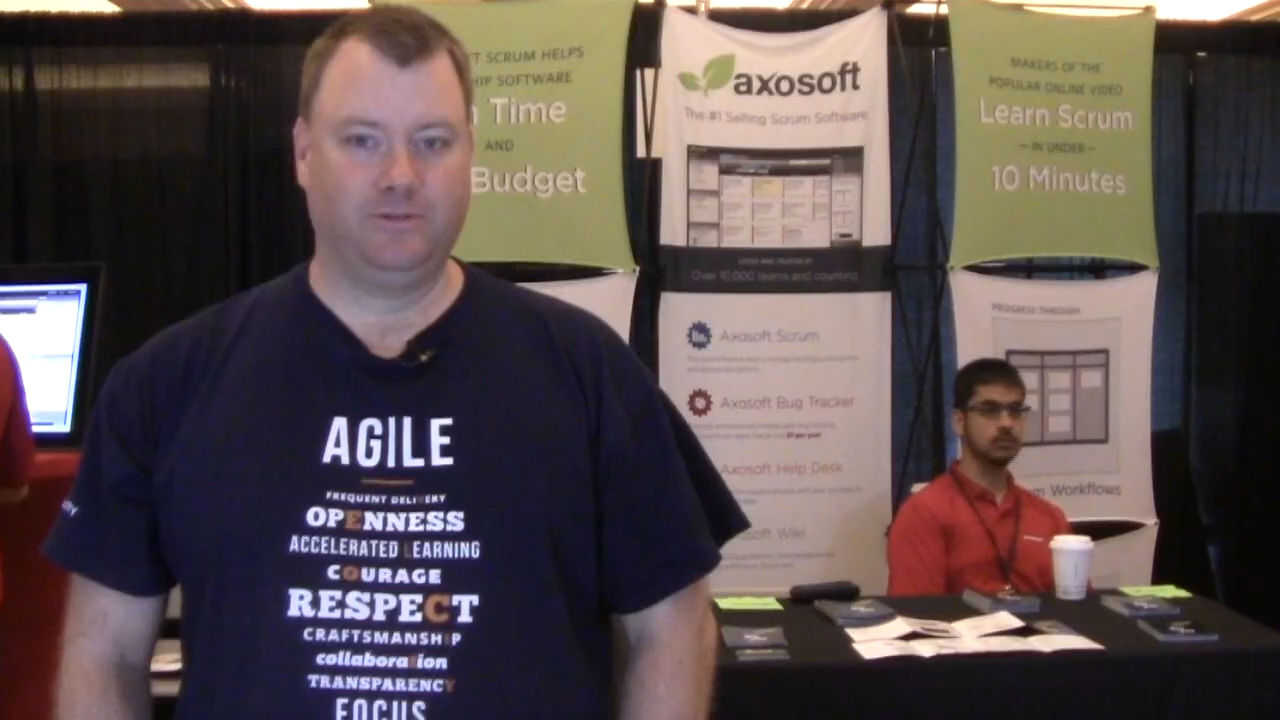 T SCRUM HELPS
HIP SOFTWARE
n Time
AND
Budget
axosoft
The #1 Selling Scrum Software
Over 10,000 teams and counting
Axosoft Scrum
Axosoft Bug Tracker
Axosoft Help Desk
soft Wiki
MAKERS OF THE
POPULAR ONLINE VIDEO
Learn Scrum
– IN UNDER –
10 Minutes
PROGRESS THROUGH
m Workflows
AGILE
FREQUENT DELIVERY
OPENNESS
ACCELERATED LEARNING
COURAGE
RESPECT
CRAFTSMANSHIP
collaboration
TRANSPARENCY
FOCUS